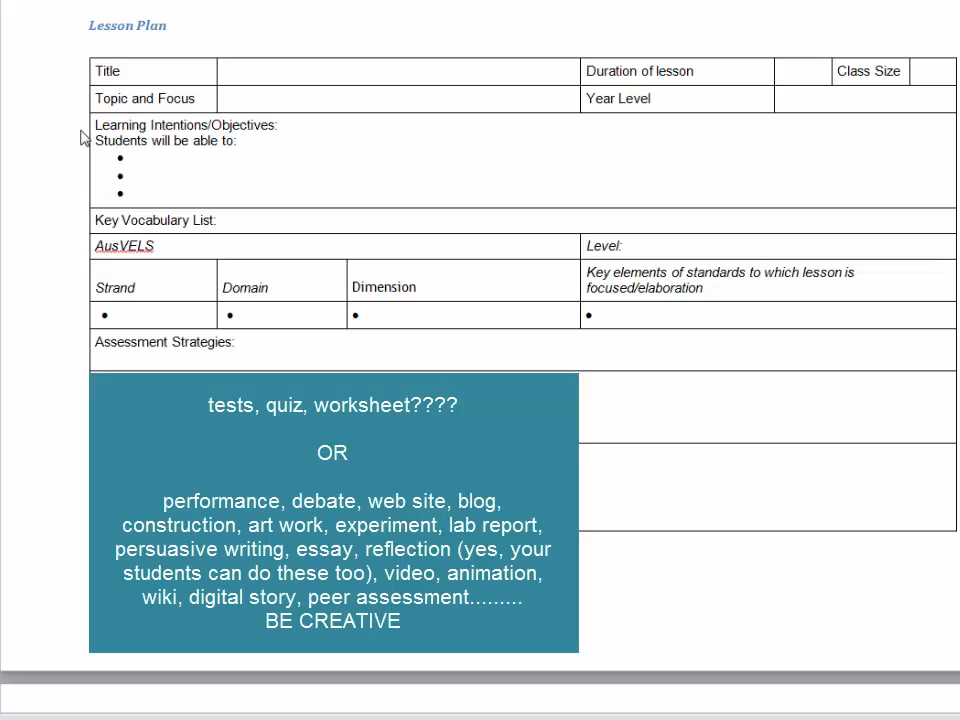 Lesson Plan
Title
Duration of lesson
Class Size
Topic and Focus
Year Level
Learning Intentions/Objectives:
Students will be able to:
Key Vocabulary List:
AusVELS
Level:
Strand
Domain
Dimension
Key elements of standards to which lesson is
focused/elaboration
Assessment Strategies:
tests, quiz, worksheet????
OR
performance, debate, web site, blog,
construction, art work, experiment, lab report,
persuasive writing, essay, reflection (yes, your
students can do these too), video, animation,
wiki, digital story, peer assessment.........
BE CREATIVE